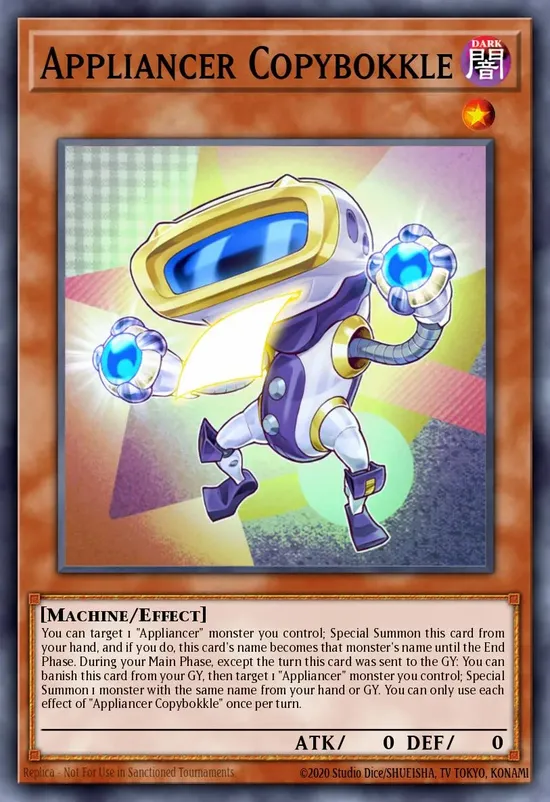 APPLIANCER COPYBOKKLE
DARK
闇
[MACHINE/EFFECT]
You can target 1 "Appliancer" monster you control; Special Summon this card from
your hand, and if you do, this card's name becomes that monster's name until the End
Phase. During your Main Phase, except the turn this card was sent to the GY: You can
banish this card from your GY, then target 1 "Appliancer" monster you control; Special
Summon 1 monster with the same name from your hand or GY. You can only use each
effect of "Appliancer Copybokkle" once per turn.
ATK/ 0 DEF/ 0
Replica - Not For Use in Sanctioned Tournaments
©2020 Studio Dice/SHUEISHA, TV TOKYO, KONAMI